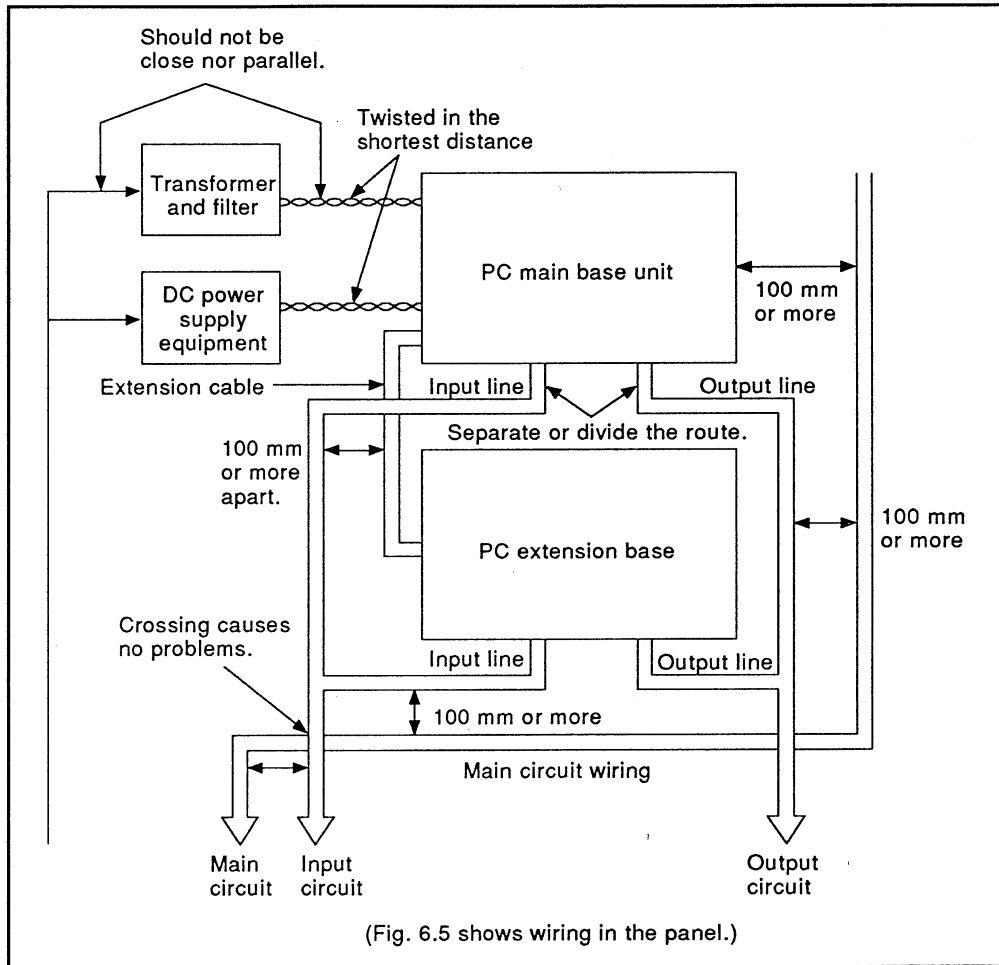 Should not be
close nor parallel.
Twisted in the
shortest distance
Transformer
and filter
PC main base unit
100 mm
or more
DC power
supply
equipment
Extension cable
Input line
Output line
Separate or divide the route.
100 mm
or more
apart.
100 mm
or more
PC extension base
Crossing causes
no problems.
Input line
Output line
100 mm or more
Main circuit wiring
Main
circuit
Input
circuit
Output
circuit
(Fig. 6.5 shows wiring in the panel.)